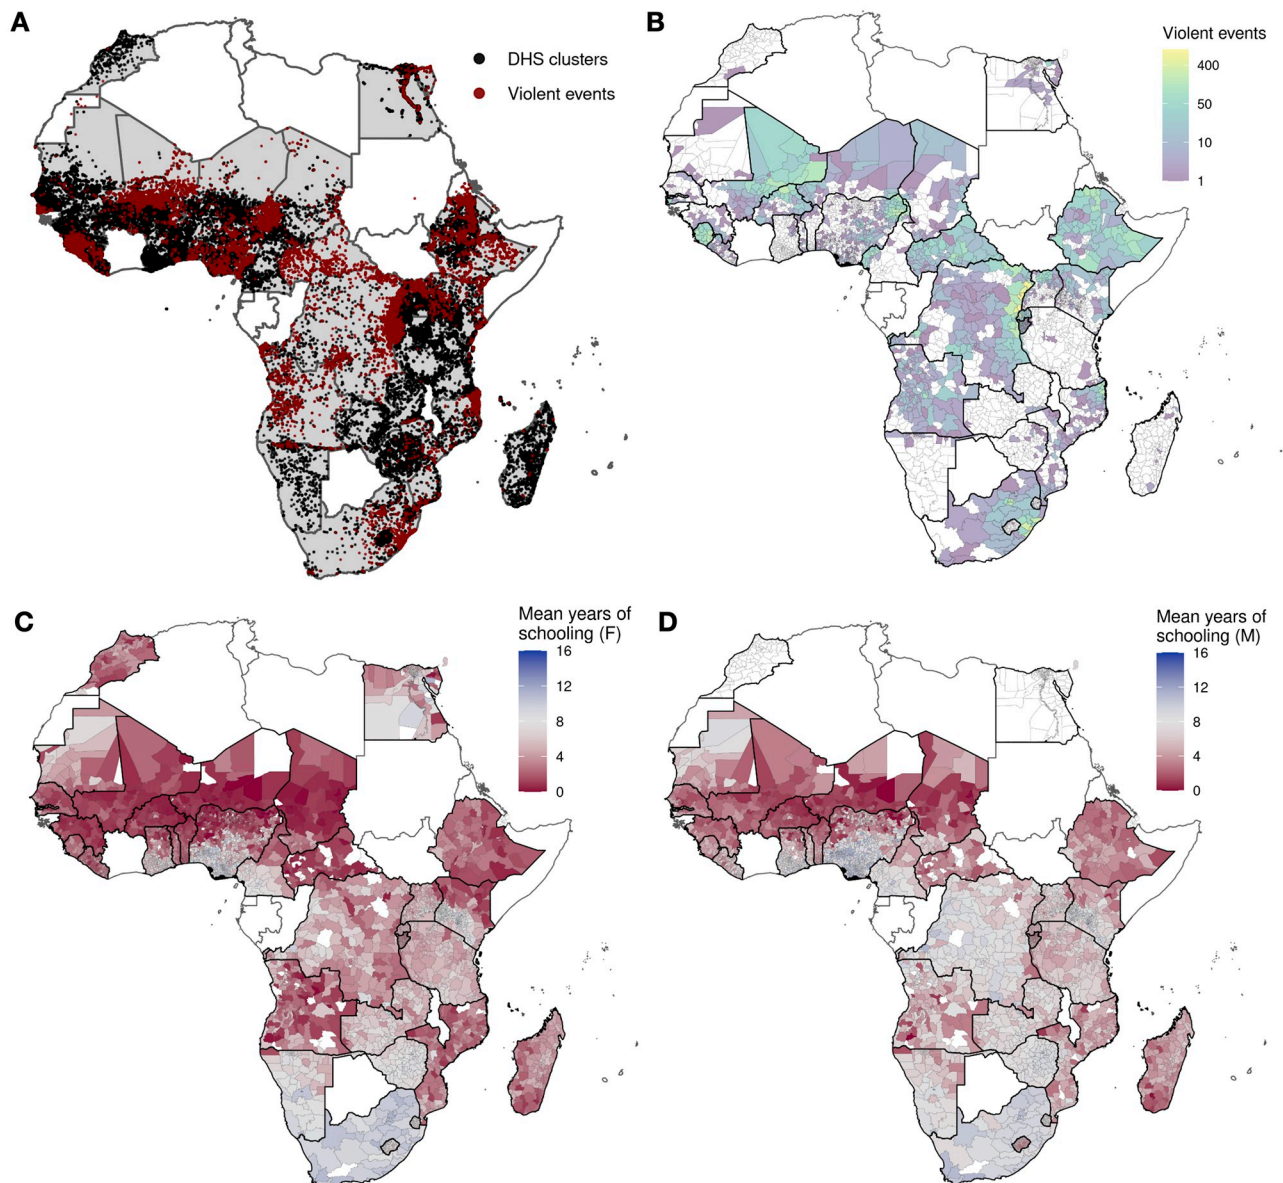 A
DHS clusters
Violent events
B
Violent events
400
50
10
1
C
Mean years of
schooling (F)
16
12
8
4
0
D
Mean years of
schooling (M)
16
12
8
4
0